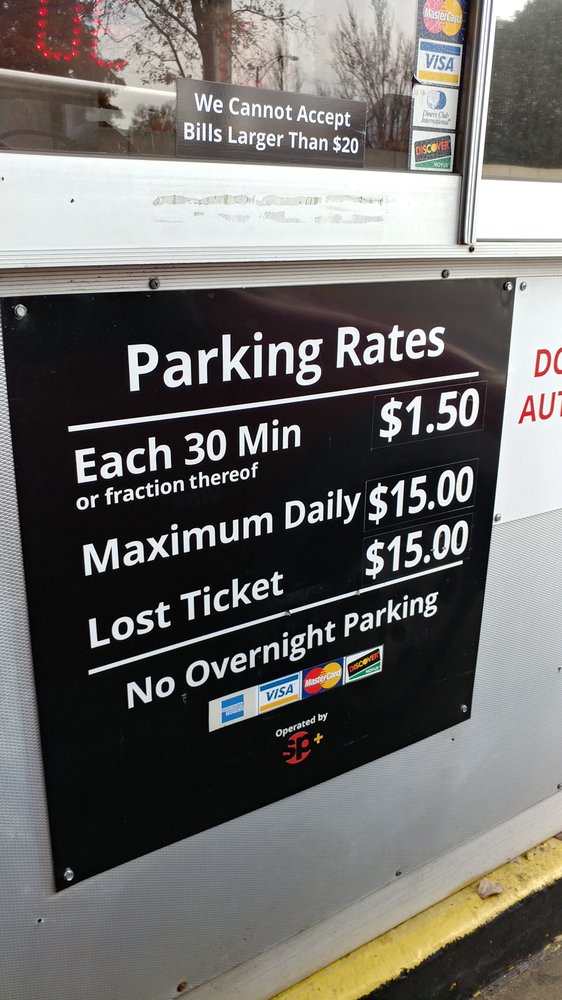 MasterCard
VISA
Diners Club
International
DISCOVER
NOVUS
We Cannot Accept
Bills Larger Than $20
Parking Rates
Each 30 Min $1.50
or fraction thereof
Maximum Daily $15.00
Lost Ticket $15.00
No Overnight Parking
VISA MasterCard DISCOVER
Operated by
sp+